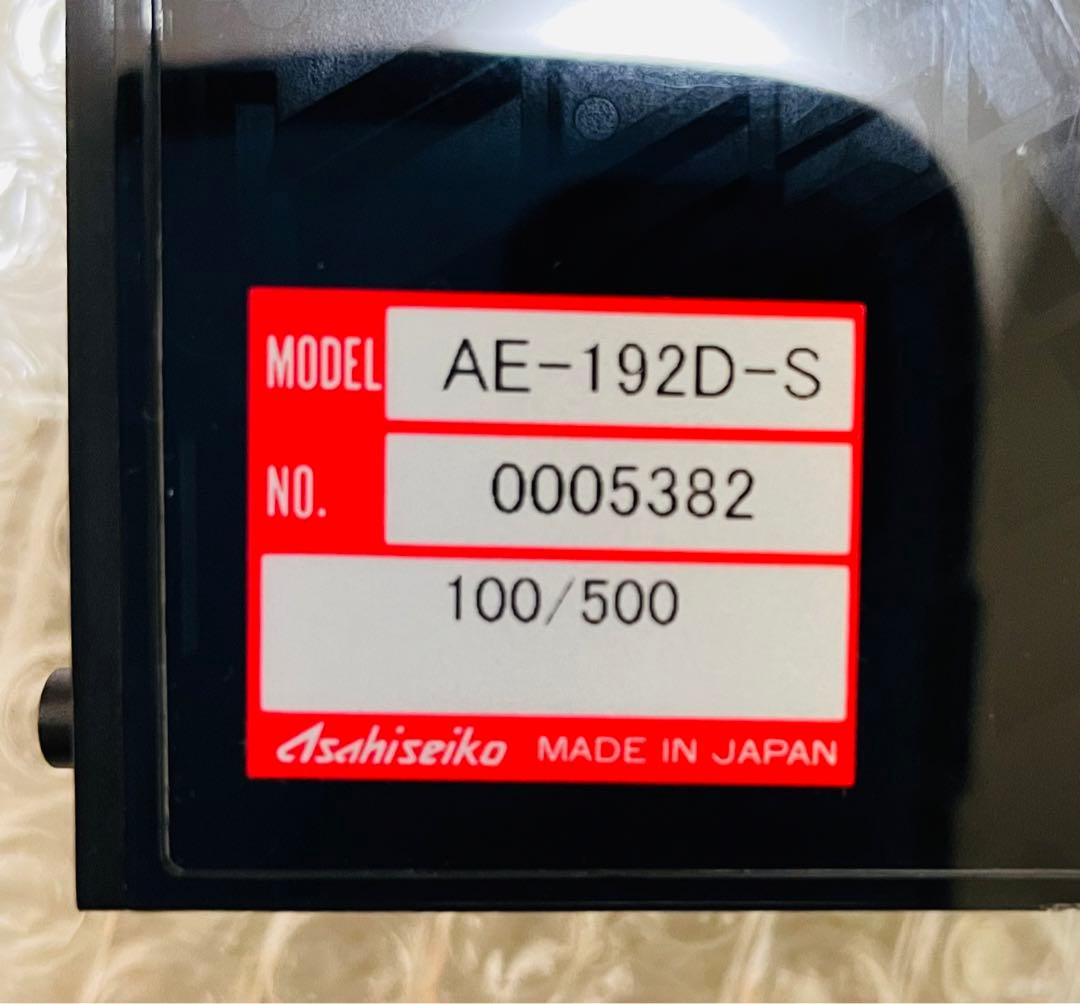 MODEL AE-192D-S
NO. 0005382
100/500
Asahiseiko MADE IN JAPAN